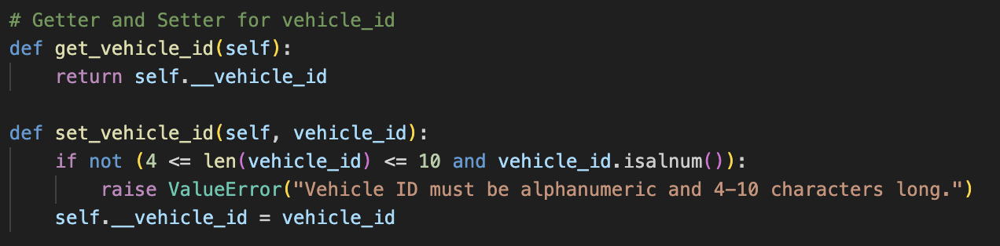 # Getter and Setter for vehicle_id
def get_vehicle_id(self):
    return self.__vehicle_id

def set_vehicle_id(self, vehicle_id):
    if not (4 <= len(vehicle_id) <= 10 and vehicle_id.isalnum()):
        raise ValueError("Vehicle ID must be alphanumeric and 4–10 characters long.")
    self.__vehicle_id = vehicle_id